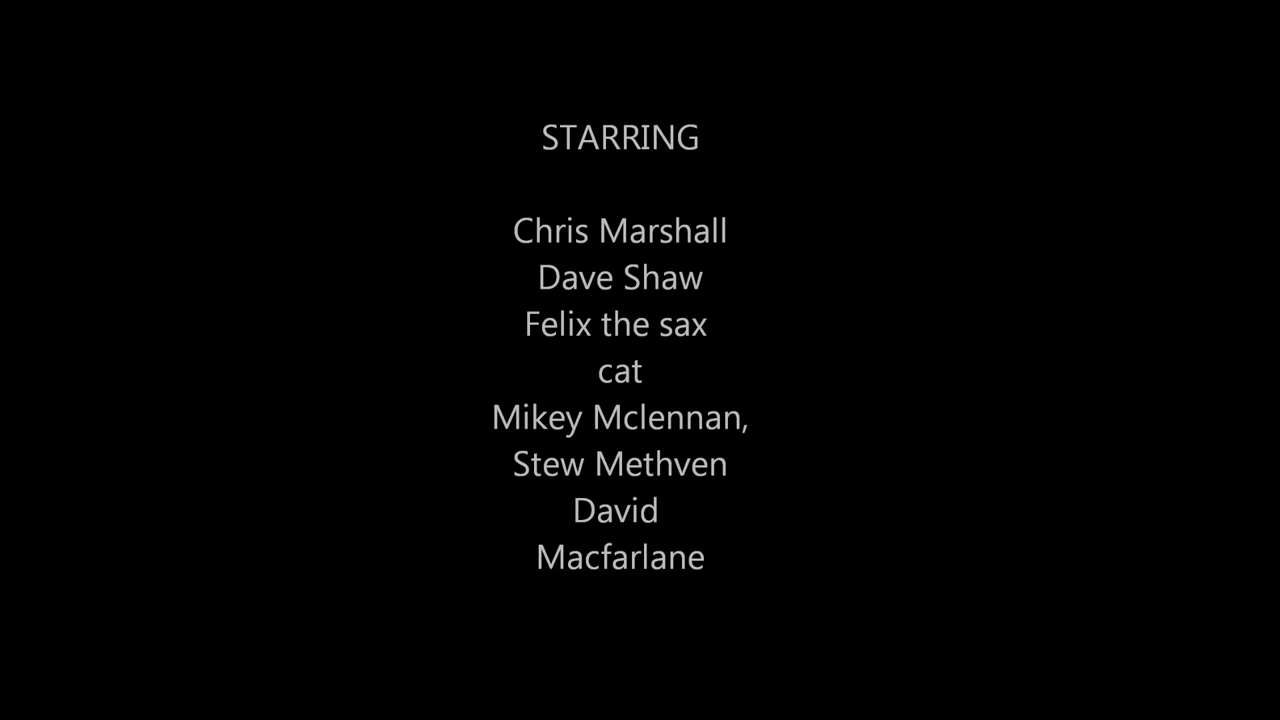 STARRING
Chris Marshall
Dave Shaw
Felix the sax
cat
Mikey Mclennan,
Stew Methven
David
Macfarlane